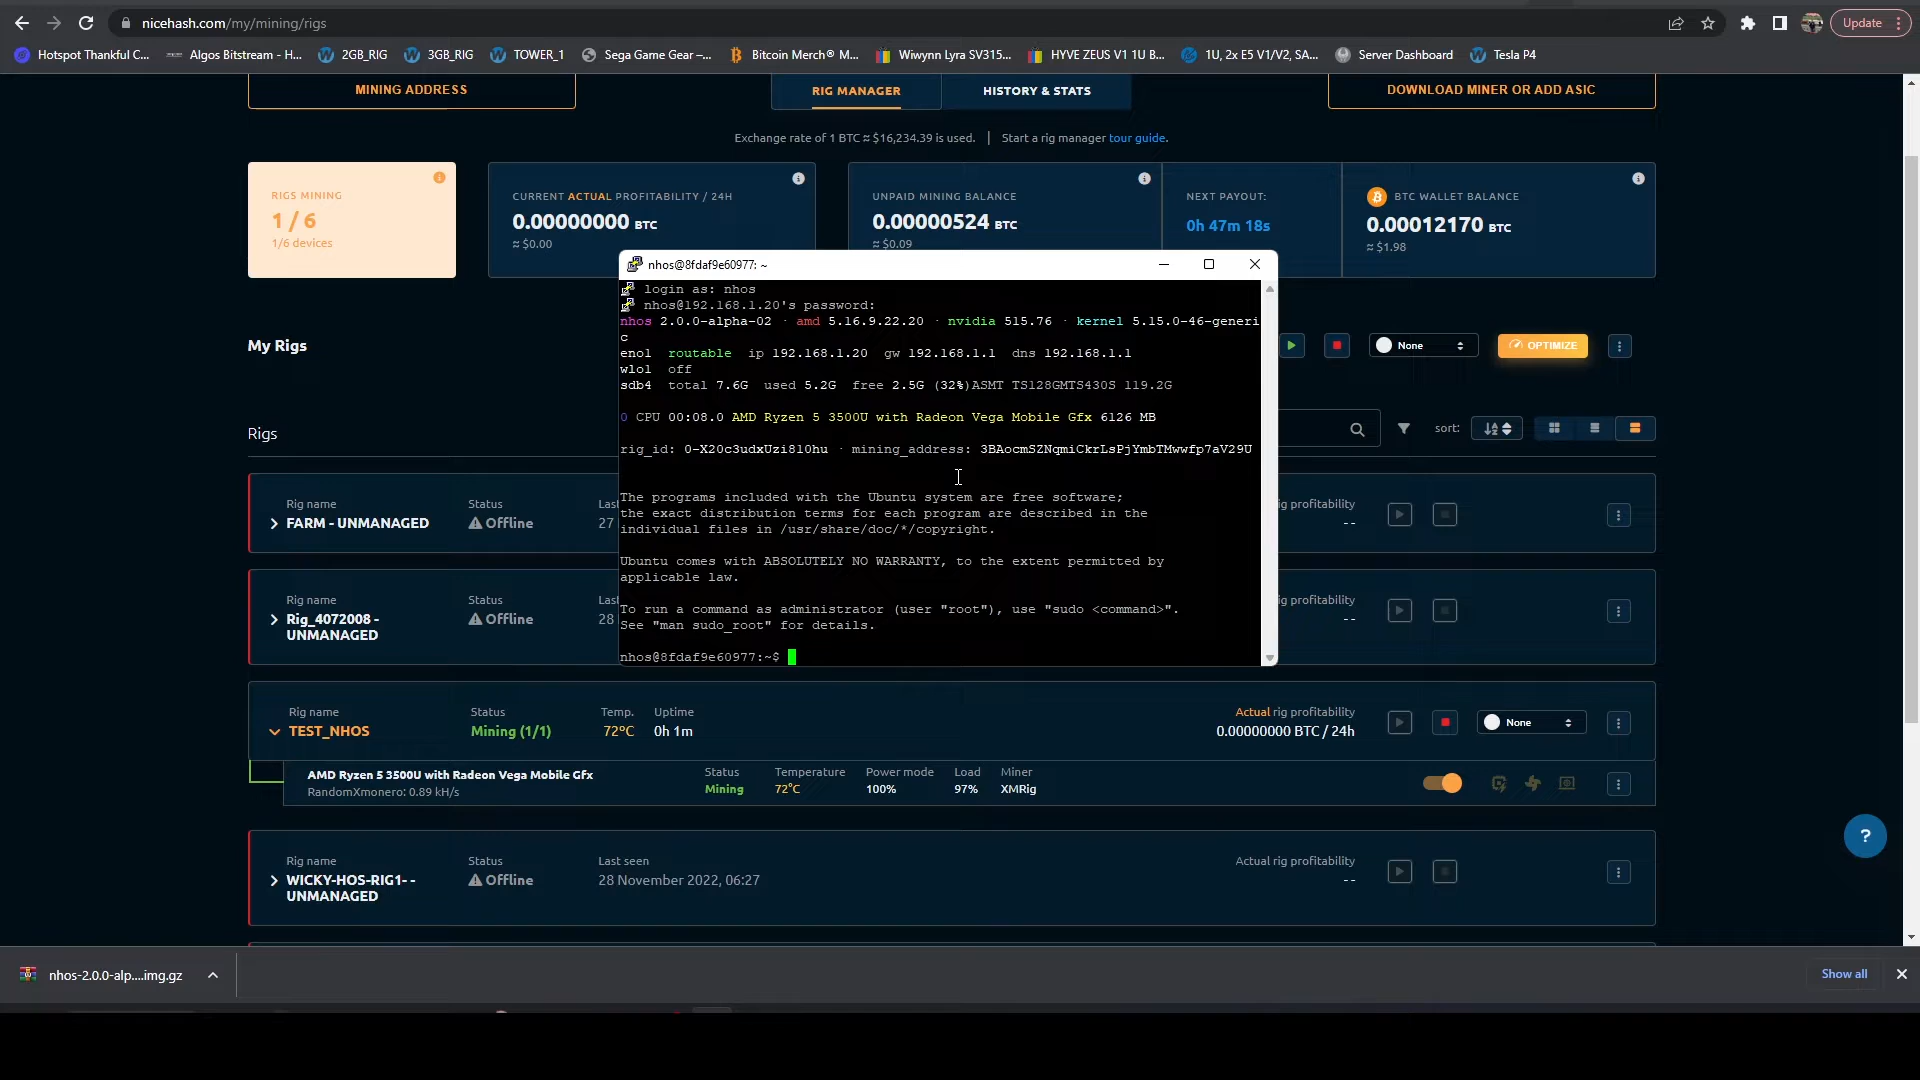 nicehash.com/my/mining/rigs
Update
Hotspot Thankful C...
Algos Bitstream - H...
2GB_RIG
3GB_RIG
TOWER_1
Sega Game Gear –...
Bitcoin Merch® M...
Wiwynn Lyra SV315...
HYVE ZEUS V1 1U B...
1U, 2x E5 V1/V2, SA...
Server Dashboard
Tesla P4
MINING ADDRESS
RIG MANAGER
HISTORY & STATS
DOWNLOAD MINER OR ADD ASIC
Exchange rate of 1 BTC ≈ $16,234.39 is used. | Start a rig manager tour guide.
RIGS MINING
1 / 6
1/6 devices
CURRENT ACTUAL PROFITABILITY / 24H
0.00000000 BTC
≈ $0.00
UNPAID MINING BALANCE
0.00000524 BTC
≈ $0.09
NEXT PAYOUT:
0h 47m 18s
BTC WALLET BALANCE
0.00012170 BTC
≈ $1.98
nhos@8fdaf9e60977: ~
login as: nhos
nhos@192.168.1.20's password:
nhos 2.0.0-alpha-02 · amd 5.16.9.22.20 · nvidia 515.76 · kernel 5.15.0-46-generi
c
eno1 routable ip 192.168.1.20 gw 192.168.1.1 dns 192.168.1.1
wlo1 off
sdb4 total 7.6G used 5.2G free 2.5G (32%)ASMT TS128GMTS430S 119.2G
0 CPU 00:08.0 AMD Ryzen 5 3500U with Radeon Vega Mobile Gfx 6126 MB
rig_id: 0-X20c3udxUzi8l0hu · mining_address: 3BAocmSZNqmiCkrLsPjYmbTMwwfp7aV29U
The programs included with the Ubuntu system are free software;
the exact distribution terms for each program are described in the
individual files in /usr/share/doc/*/copyright.
Ubuntu comes with ABSOLUTELY NO WARRANTY, to the extent permitted by
applicable law.
To run a command as administrator (user "root"), use "sudo <command>".
See "man sudo_root" for details.
nhos@8fdaf9e60977:~$
My Rigs
None
OPTIMIZE
Rigs
sort:
Rig name
FARM - UNMANAGED
Status
Offline
Las
27
ig profitability
--
Rig name
Rig_4072008 -
UNMANAGED
Status
Offline
Las
28
ig profitability
--
Rig name
TEST_NHOS
Status
Mining (1/1)
Temp.
72°C
Uptime
0h 1m
Actual rig profitability
0.00000000 BTC / 24h
None
AMD Ryzen 5 3500U with Radeon Vega Mobile Gfx
RandomXmonero: 0.89 kH/s
Status
Mining
Temperature
72°C
Power mode
100%
Load
97%
Miner
XMRig
Rig name
WICKY-HOS-RIG1- -
UNMANAGED
Status
Offline
Last seen
28 November 2022, 06:27
Actual rig profitability
--
?
nhos-2.0.0-alp....img.gz
Show all